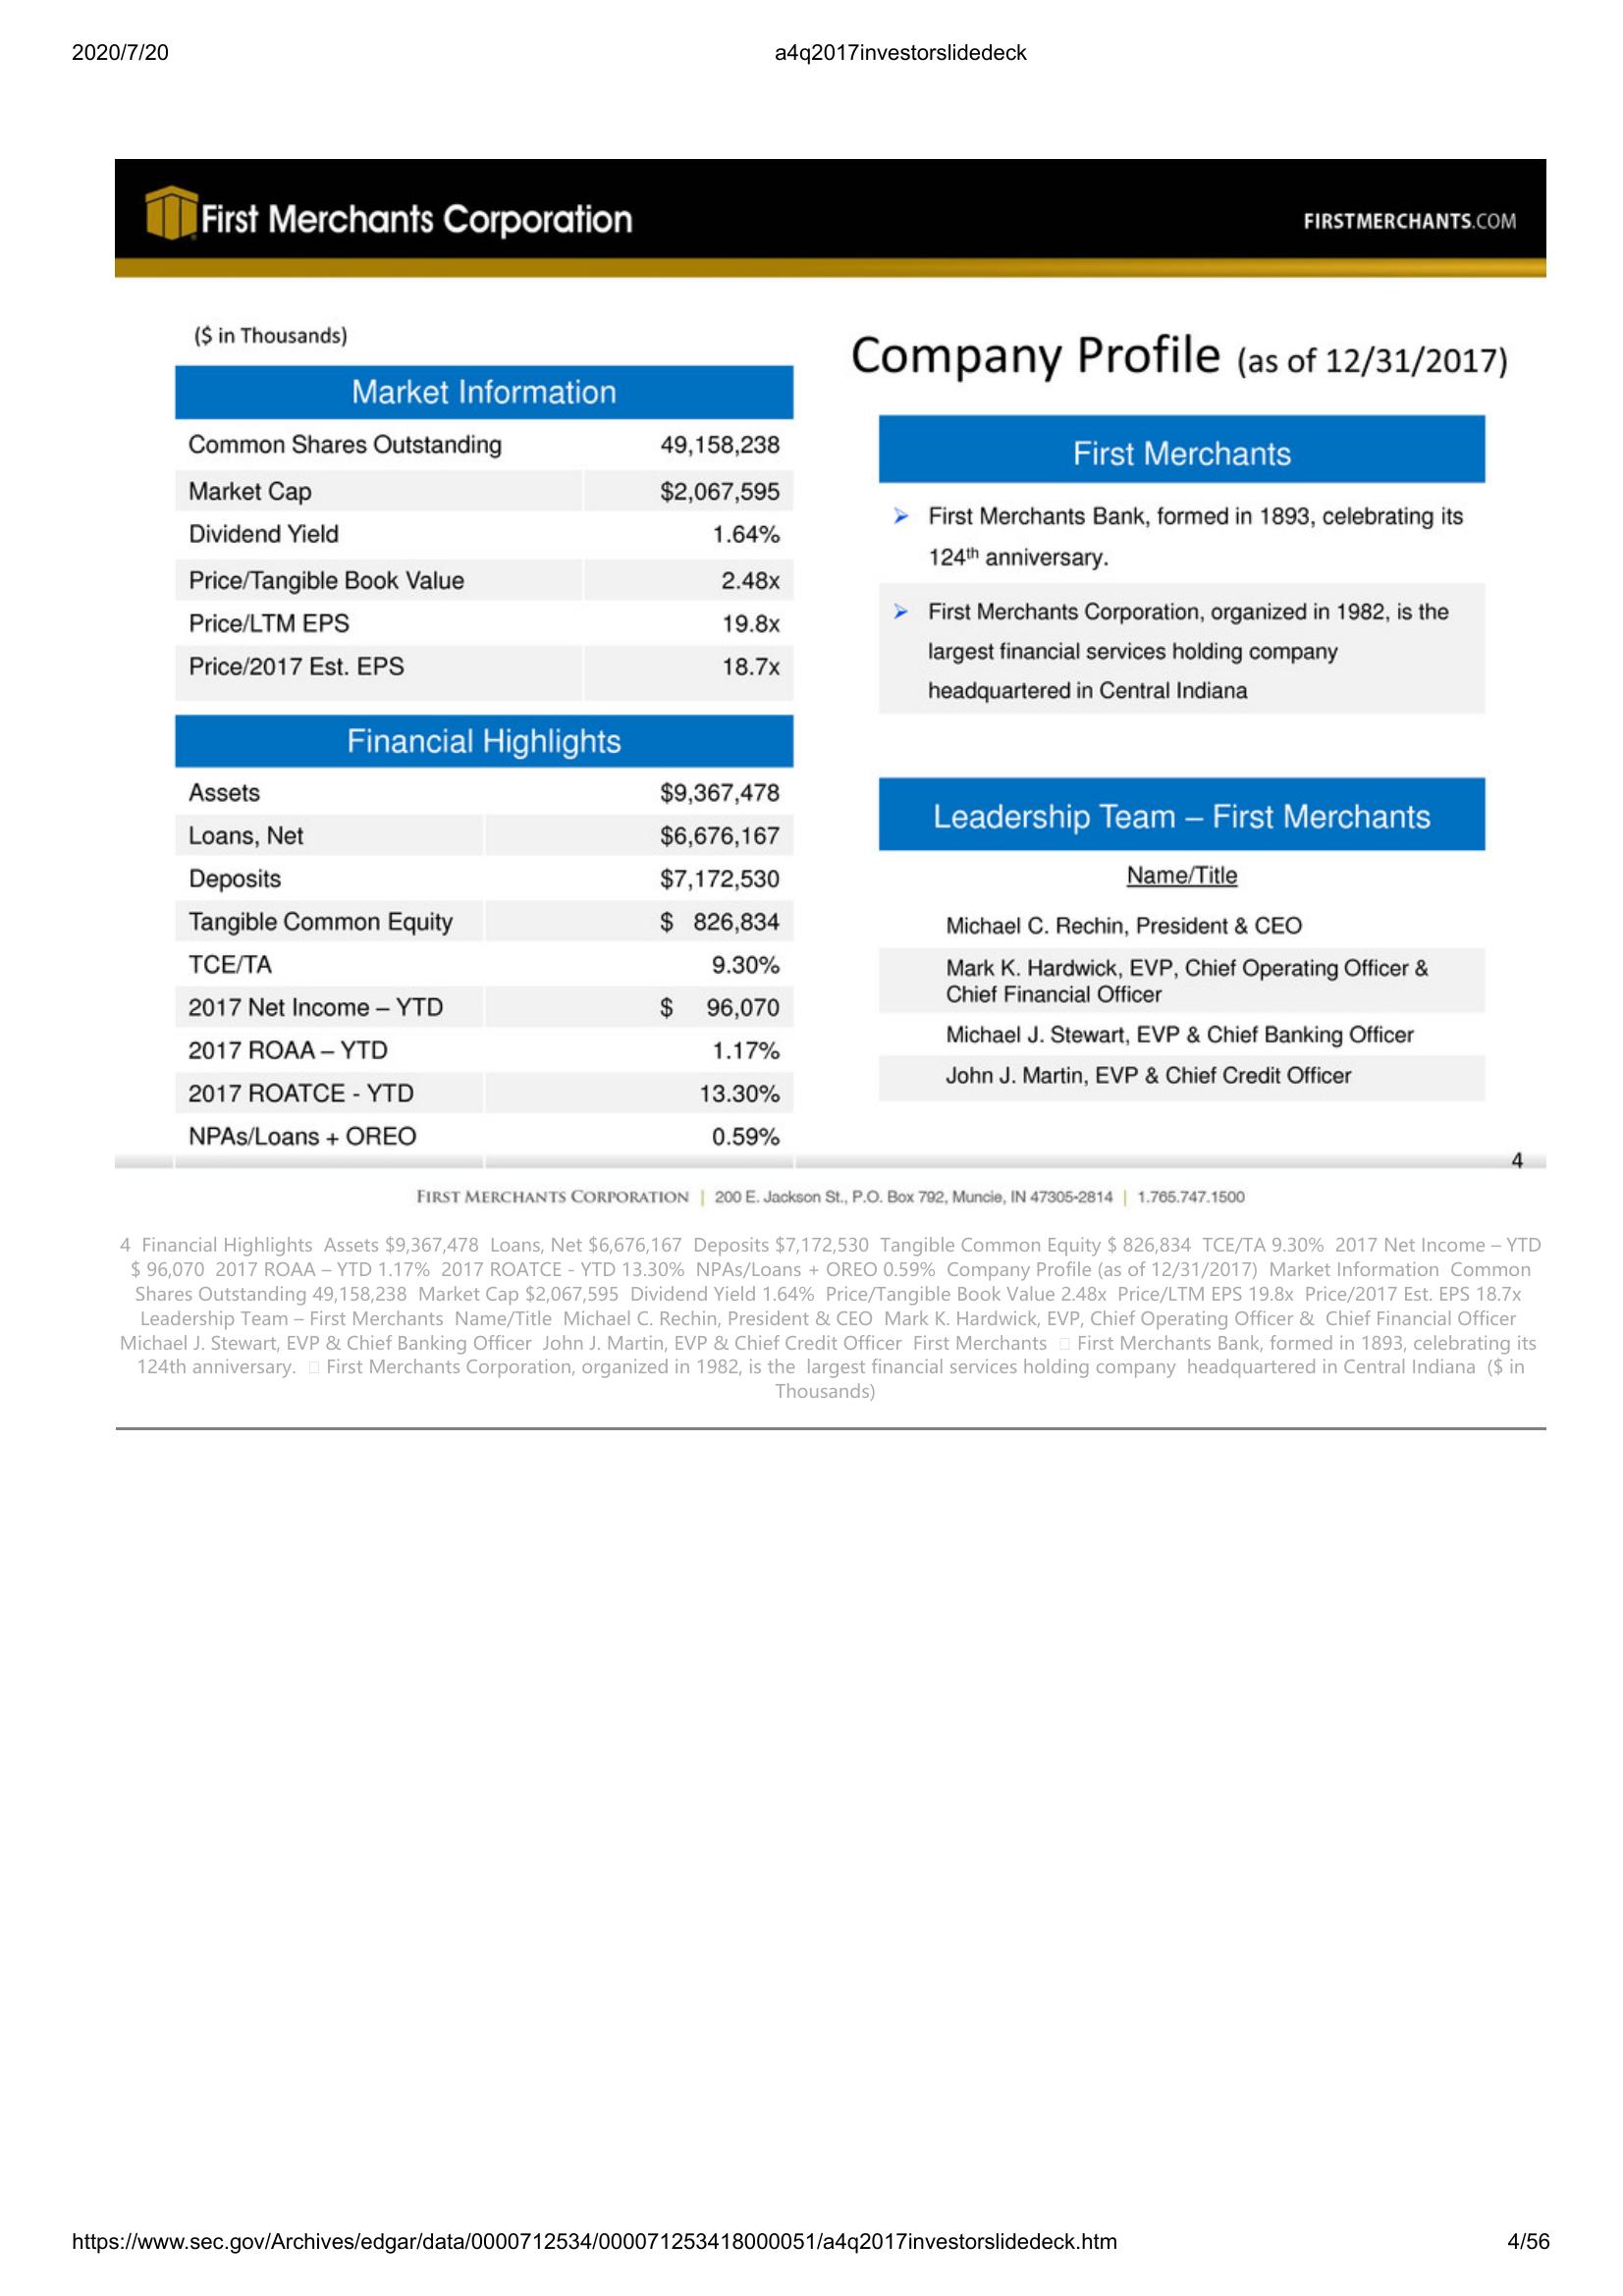 2020/7/20
a4q2017investorslidedeck
First Merchants Corporation
FIRSTMERCHANTS.COM
($ in Thousands)
Market Information
Common Shares Outstanding 49,158,238
Market Cap $2,067,595
Dividend Yield 1.64%
Price/Tangible Book Value 2.48x
Price/LTM EPS 19.8x
Price/2017 Est. EPS 18.7x
Financial Highlights
Assets $9,367,478
Loans, Net $6,676,167
Deposits $7,172,530
Tangible Common Equity $ 826,834
TCE/TA 9.30%
2017 Net Income – YTD $ 96,070
2017 ROAA – YTD 1.17%
2017 ROATCE - YTD 13.30%
NPAs/Loans + OREO 0.59%
Company Profile (as of 12/31/2017)
First Merchants
➢ First Merchants Bank, formed in 1893, celebrating its
124th anniversary.
➢ First Merchants Corporation, organized in 1982, is the
largest financial services holding company
headquartered in Central Indiana
Leadership Team – First Merchants
Name/Title
Michael C. Rechin, President & CEO
Mark K. Hardwick, EVP, Chief Operating Officer &
Chief Financial Officer
Michael J. Stewart, EVP & Chief Banking Officer
John J. Martin, EVP & Chief Credit Officer
4
FIRST MERCHANTS CORPORATION | 200 E. Jackson St., P.O. Box 792, Muncie, IN 47305-2814 | 1.765.747.1500
4 Financial Highlights Assets $9,367,478 Loans, Net $6,676,167 Deposits $7,172,530 Tangible Common Equity $ 826,834 TCE/TA 9.30% 2017 Net Income – YTD
$ 96,070 2017 ROAA – YTD 1.17% 2017 ROATCE - YTD 13.30% NPAs/Loans + OREO 0.59% Company Profile (as of 12/31/2017) Market Information Common
Shares Outstanding 49,158,238 Market Cap $2,067,595 Dividend Yield 1.64% Price/Tangible Book Value 2.48x Price/LTM EPS 19.8x Price/2017 Est. EPS 18.7x
Leadership Team – First Merchants Name/Title Michael C. Rechin, President & CEO Mark K. Hardwick, EVP, Chief Operating Officer & Chief Financial Officer
Michael J. Stewart, EVP & Chief Banking Officer John J. Martin, EVP & Chief Credit Officer First Merchants  First Merchants Bank, formed in 1893, celebrating its
124th anniversary.  First Merchants Corporation, organized in 1982, is the largest financial services holding company headquartered in Central Indiana ($ in
Thousands)
https://www.sec.gov/Archives/edgar/data/0000712534/000071253418000051/a4q2017investorslidedeck.htm
4/56